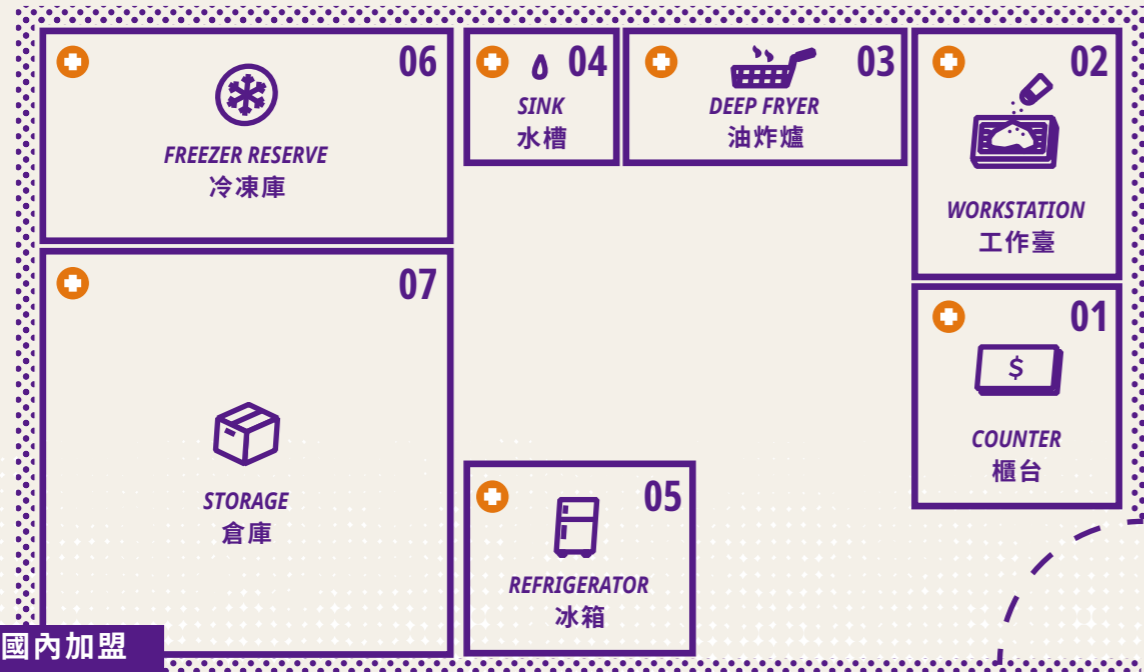 06
FREEZER RESERVE
冷凍庫
04
SINK
水槽
03
DEEP FRYER
油炸爐
02
WORKSTATION
工作臺
07
STORAGE
倉庫
01
$
COUNTER
櫃台
05
REFRIGERATOR
冰箱
國內加盟